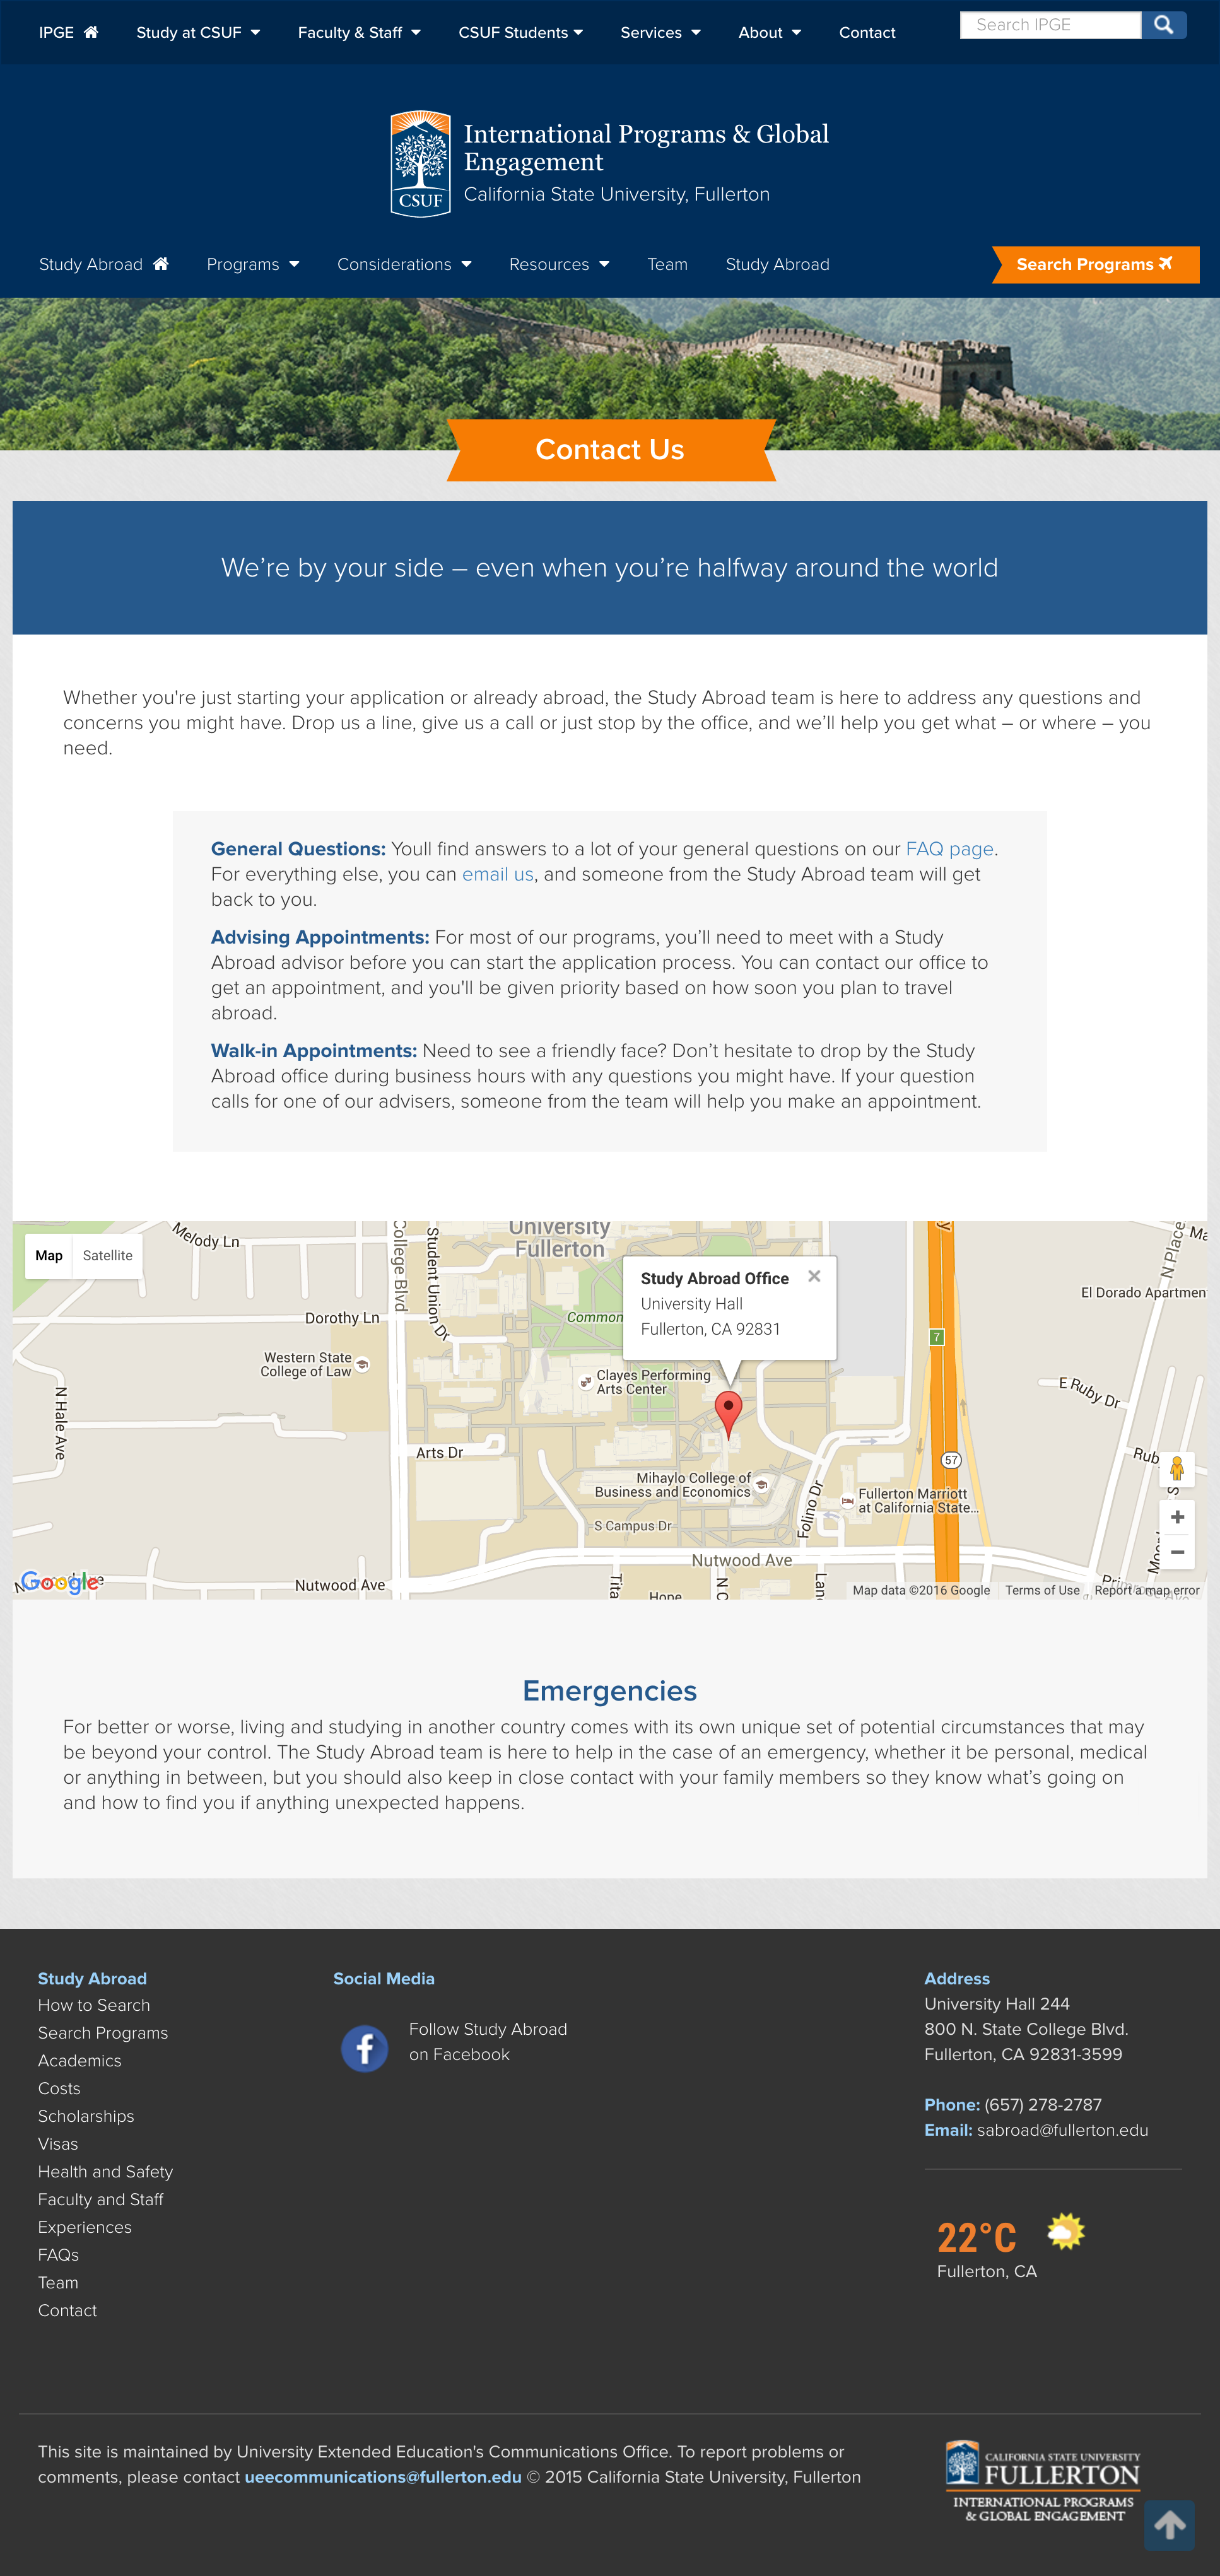 IPGE
Study at CSUF
Faculty & Staff
CSUF Students
Services
About
Contact
Search IPGE
International Programs & Global
Engagement
California State University, Fullerton
CSUF
Study Abroad
Programs
Considerations
Resources
Team
Study Abroad
Search Programs
Contact Us
We’re by your side – even when you’re halfway around the world
Whether you're just starting your application or already abroad, the Study Abroad team is here to address any questions and
concerns you might have. Drop us a line, give us a call or just stop by the office, and we’ll help you get what – or where – you
need.
General Questions: Youll find answers to a lot of your general questions on our FAQ page.
For everything else, you can email us, and someone from the Study Abroad team will get
back to you.
Advising Appointments: For most of our programs, you’ll need to meet with a Study
Abroad advisor before you can start the application process. You can contact our office to
get an appointment, and you'll be given priority based on how soon you plan to travel
abroad.
Walk-in Appointments: Need to see a friendly face? Don’t hesitate to drop by the Study
Abroad office during business hours with any questions you might have. If your question
calls for one of our advisers, someone from the team will help you make an appointment.
Map
Satellite
Melody Ln
College Blvd
Student Union Dr
University
Fullerton
N Place
El Dorado Apartmen
Study Abroad Office
University Hall
Fullerton, CA 92831
Dorothy Ln
Common
7
Western State
College of Law
Clayes Performing
Arts Center
E Ruby Dr
N Hale Ave
Arts Dr
57
Ruby
Mihaylo College of
Business and Economics
Folino Dr
Fullerton Marriott
at California State...
S Campus Dr
Nutwood Ave
Nutwood Ave
Google
Tita
Hope
N C
Lane
Map data ©2016 Google
Terms of Use
Report a map error
Emergencies
For better or worse, living and studying in another country comes with its own unique set of potential circumstances that may
be beyond your control. The Study Abroad team is here to help in the case of an emergency, whether it be personal, medical
or anything in between, but you should also keep in close contact with your family members so they know what’s going on
and how to find you if anything unexpected happens.
Study Abroad
How to Search
Search Programs
Academics
Costs
Scholarships
Visas
Health and Safety
Faculty and Staff
Experiences
FAQs
Team
Contact
Social Media
Follow Study Abroad
on Facebook
Address
University Hall 244
800 N. State College Blvd.
Fullerton, CA 92831-3599
Phone: (657) 278-2787
Email: sabroad@fullerton.edu
22°C
Fullerton, CA
This site is maintained by University Extended Education's Communications Office. To report problems or
comments, please contact ueecommunications@fullerton.edu © 2015 California State University, Fullerton
CALIFORNIA STATE UNIVERSITY
FULLERTON
INTERNATIONAL PROGRAMS
& GLOBAL ENGAGEMENT